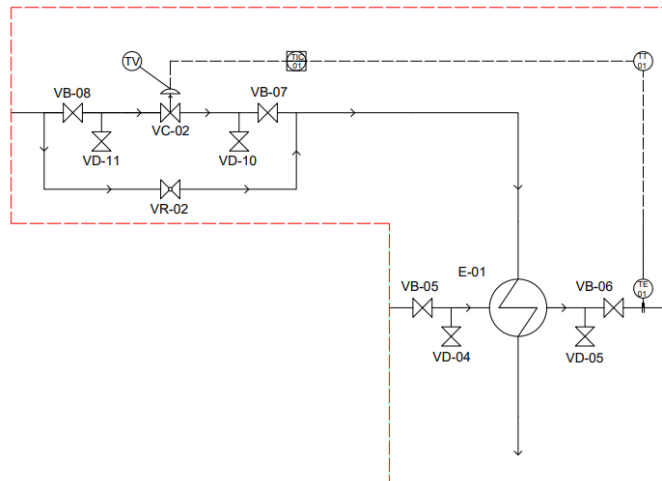 TV
TIC
01
TT
01
VB-08
VB-07
VD-11
VC-02
VD-10
VR-02
E-01
VB-05
VB-06
TE
01
VD-04
VD-05